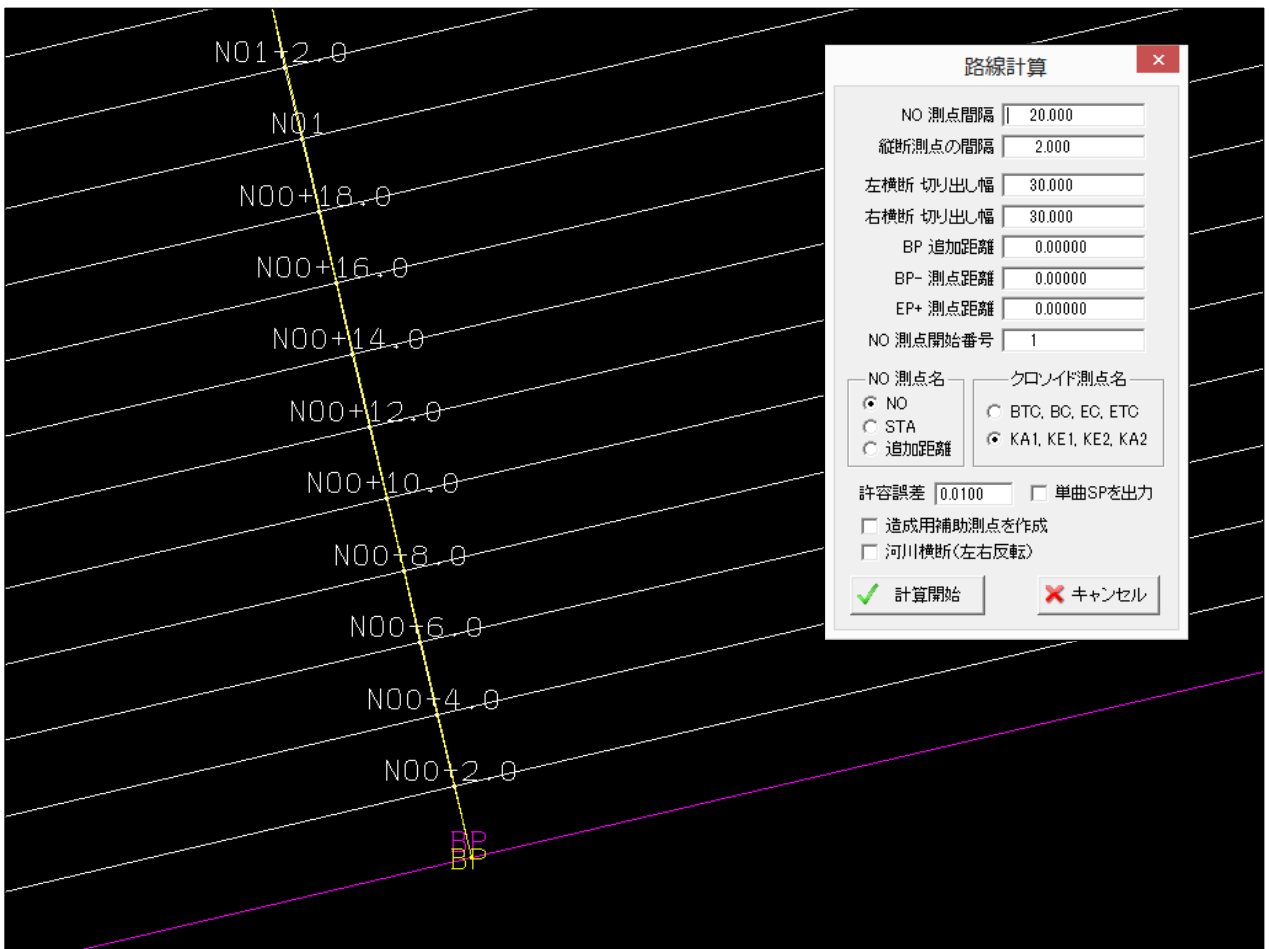 NO1+2.0
NO1
NO0+18.0
NO0+16.0
NO0+14.0
NO0+12.0
NO0+10.0
NO0+8.0
NO0+6.0
NO0+4.0
NO0+2.0
BP
BP
路線計算
NO 測点間隔 20.000
縦断測点の間隔 2.000
左横断 切り出し幅 30.000
右横断 切り出し幅 30.000
BP 追加距離 0.00000
BP- 測点距離 0.00000
EP+ 測点距離 0.00000
NO 測点開始番号 1
NO 測点名
NO
STA
追加距離
クロソイド測点名
BTC, BC, EC, ETC
KA1, KE1, KE2, KA2
許容誤差 0.0100 単曲SPを出力
造成用補助測点を作成
河川横断(左右反転)
計算開始 キャンセル